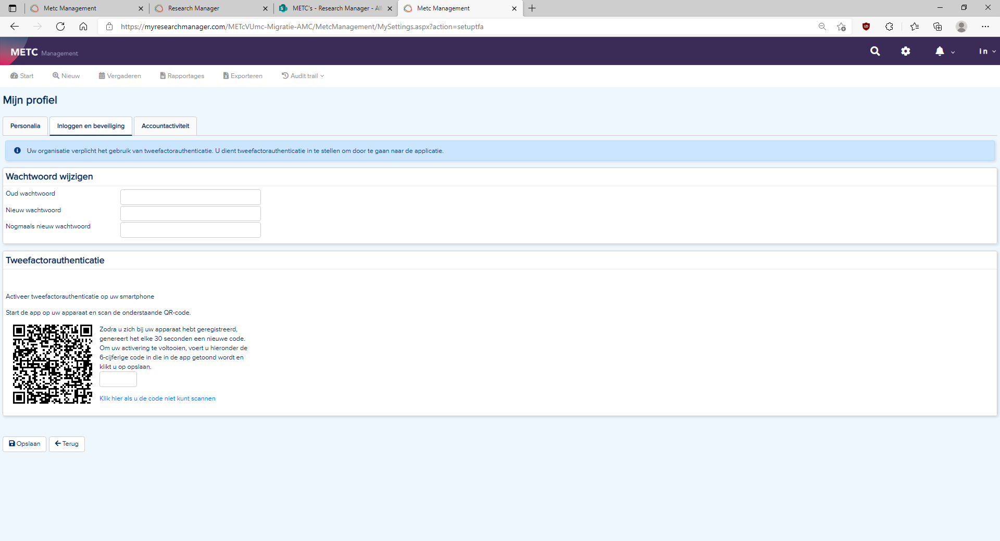 Metc Management
Research Manager
METC's - Research Manager - All
Metc Management
https://myresearchmanager.com/METcVUmc-Migratie-AMC/MetcManagement/MySettings.aspx?action=setuptfa
METC Management
in
Start
Nieuw
Vergaderen
Rapportages
Exporteren
Audit trail
Mijn profiel
Personalia
Inloggen en beveiliging
Accountactiviteit
Uw organisatie verplicht het gebruik van tweefactorauthenticatie. U dient tweefactorauthenticatie in te stellen om door te gaan naar de applicatie.
Wachtwoord wijzigen
Oud wachtwoord
Nieuw wachtwoord
Nogmaals nieuw wachtwoord
Tweefactorauthenticatie
Activeer tweefactorauthenticatie op uw smartphone
Start de app op uw apparaat en scan de onderstaande QR-code.
Zodra u zich bij uw apparaat hebt geregistreerd,
genereert het elke 30 seconden een nieuwe code.
Om uw activering te voltooien, voert u hieronder de
6-cijferige code in die in de app getoond wordt en
klikt u op opslaan.
Klik hier als u de code niet kunt scannen
Opslaan
Terug